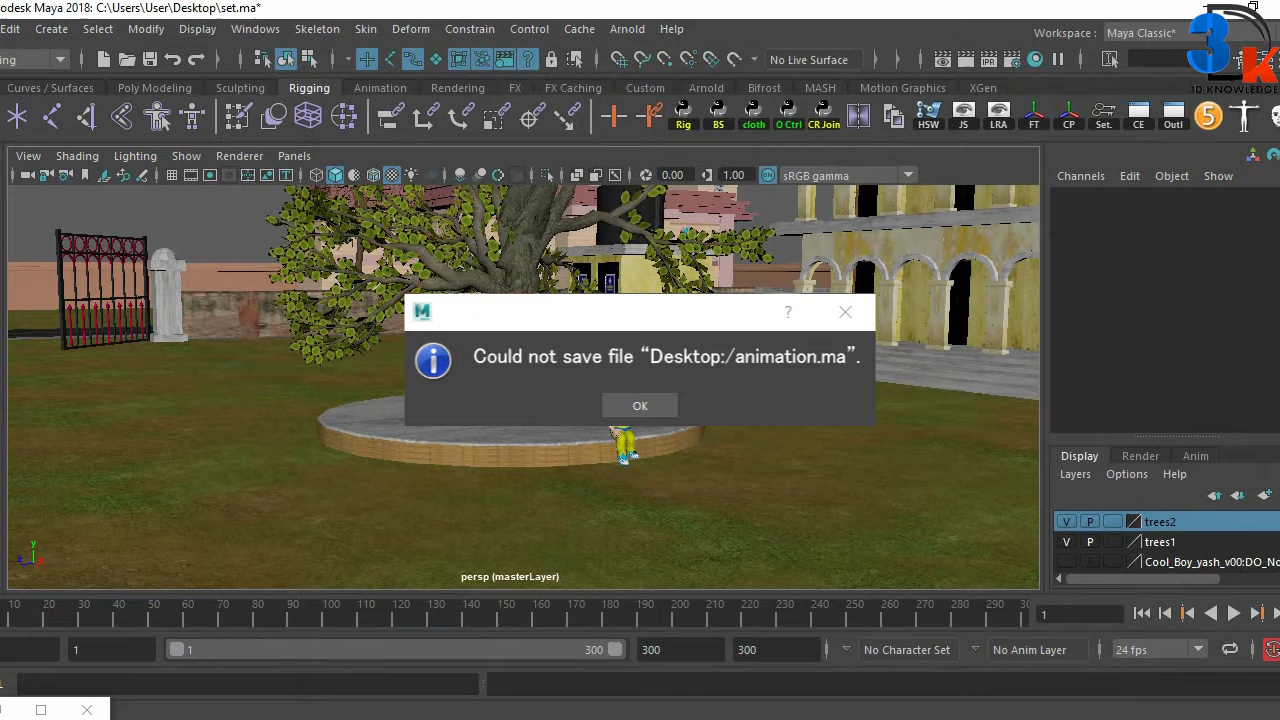 odesk Maya 2018: C:\Users\User\Desktop\set.ma*
Edit Create Select Modify Display Windows Skeleton Skin Deform Constrain Control Cache Arnold Help
Workspace: Maya Classic*
ing
No Live Surface
Curves / Surfaces Poly Modeling Sculpting Rigging Animation Rendering FX FX Caching Custom Arnold Bifrost MASH Motion Graphics XGen
3D KNOWLEDGE
Rig BS cloth O Ctrl CR Join HSW JS LRA FT CP Set. CE Outl 5
View Shading Lighting Show Renderer Panels
0.00 1.00 ON sRGB gamma
Channels Edit Object Show
M ? ×
Could not save file “Desktop:/animation.ma”.
OK
Display Render Anim
Layers Options Help
V P trees2
V P trees1
D Cool_Boy_yash_v00:DO_No
y
persp (masterLayer)
10 20 30 40 50 60 70 80 90 100 110 120 130 140 150 160 170 180 190 200 210 220 230 240 250 260 270 280 290 30
1
1 1 300 300 300 No Character Set No Anim Layer 24 fps